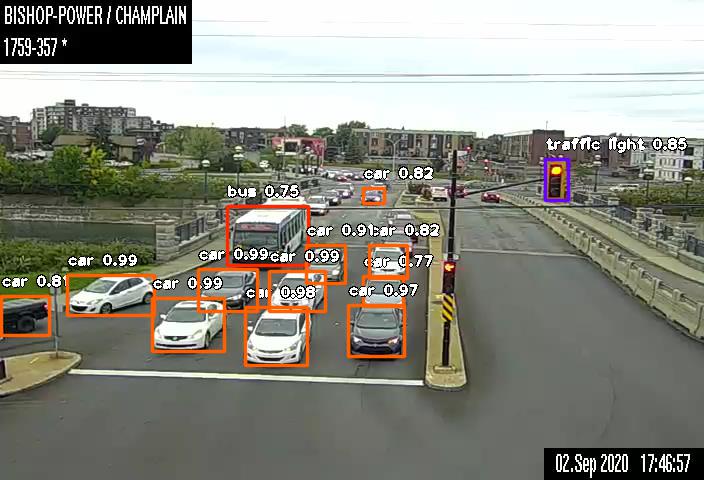 BISHOP-POWER / CHAMPLAIN
1759-357 *
traffic light 0.85
car 0.82
bus 0.75
car 0.91
car 0.82
car 0.99
car 0.99
car 0.77
car 0.99
car 0.81
car 0.99
car 0.98
car 0.97
02.Sep 2020 17:46:57